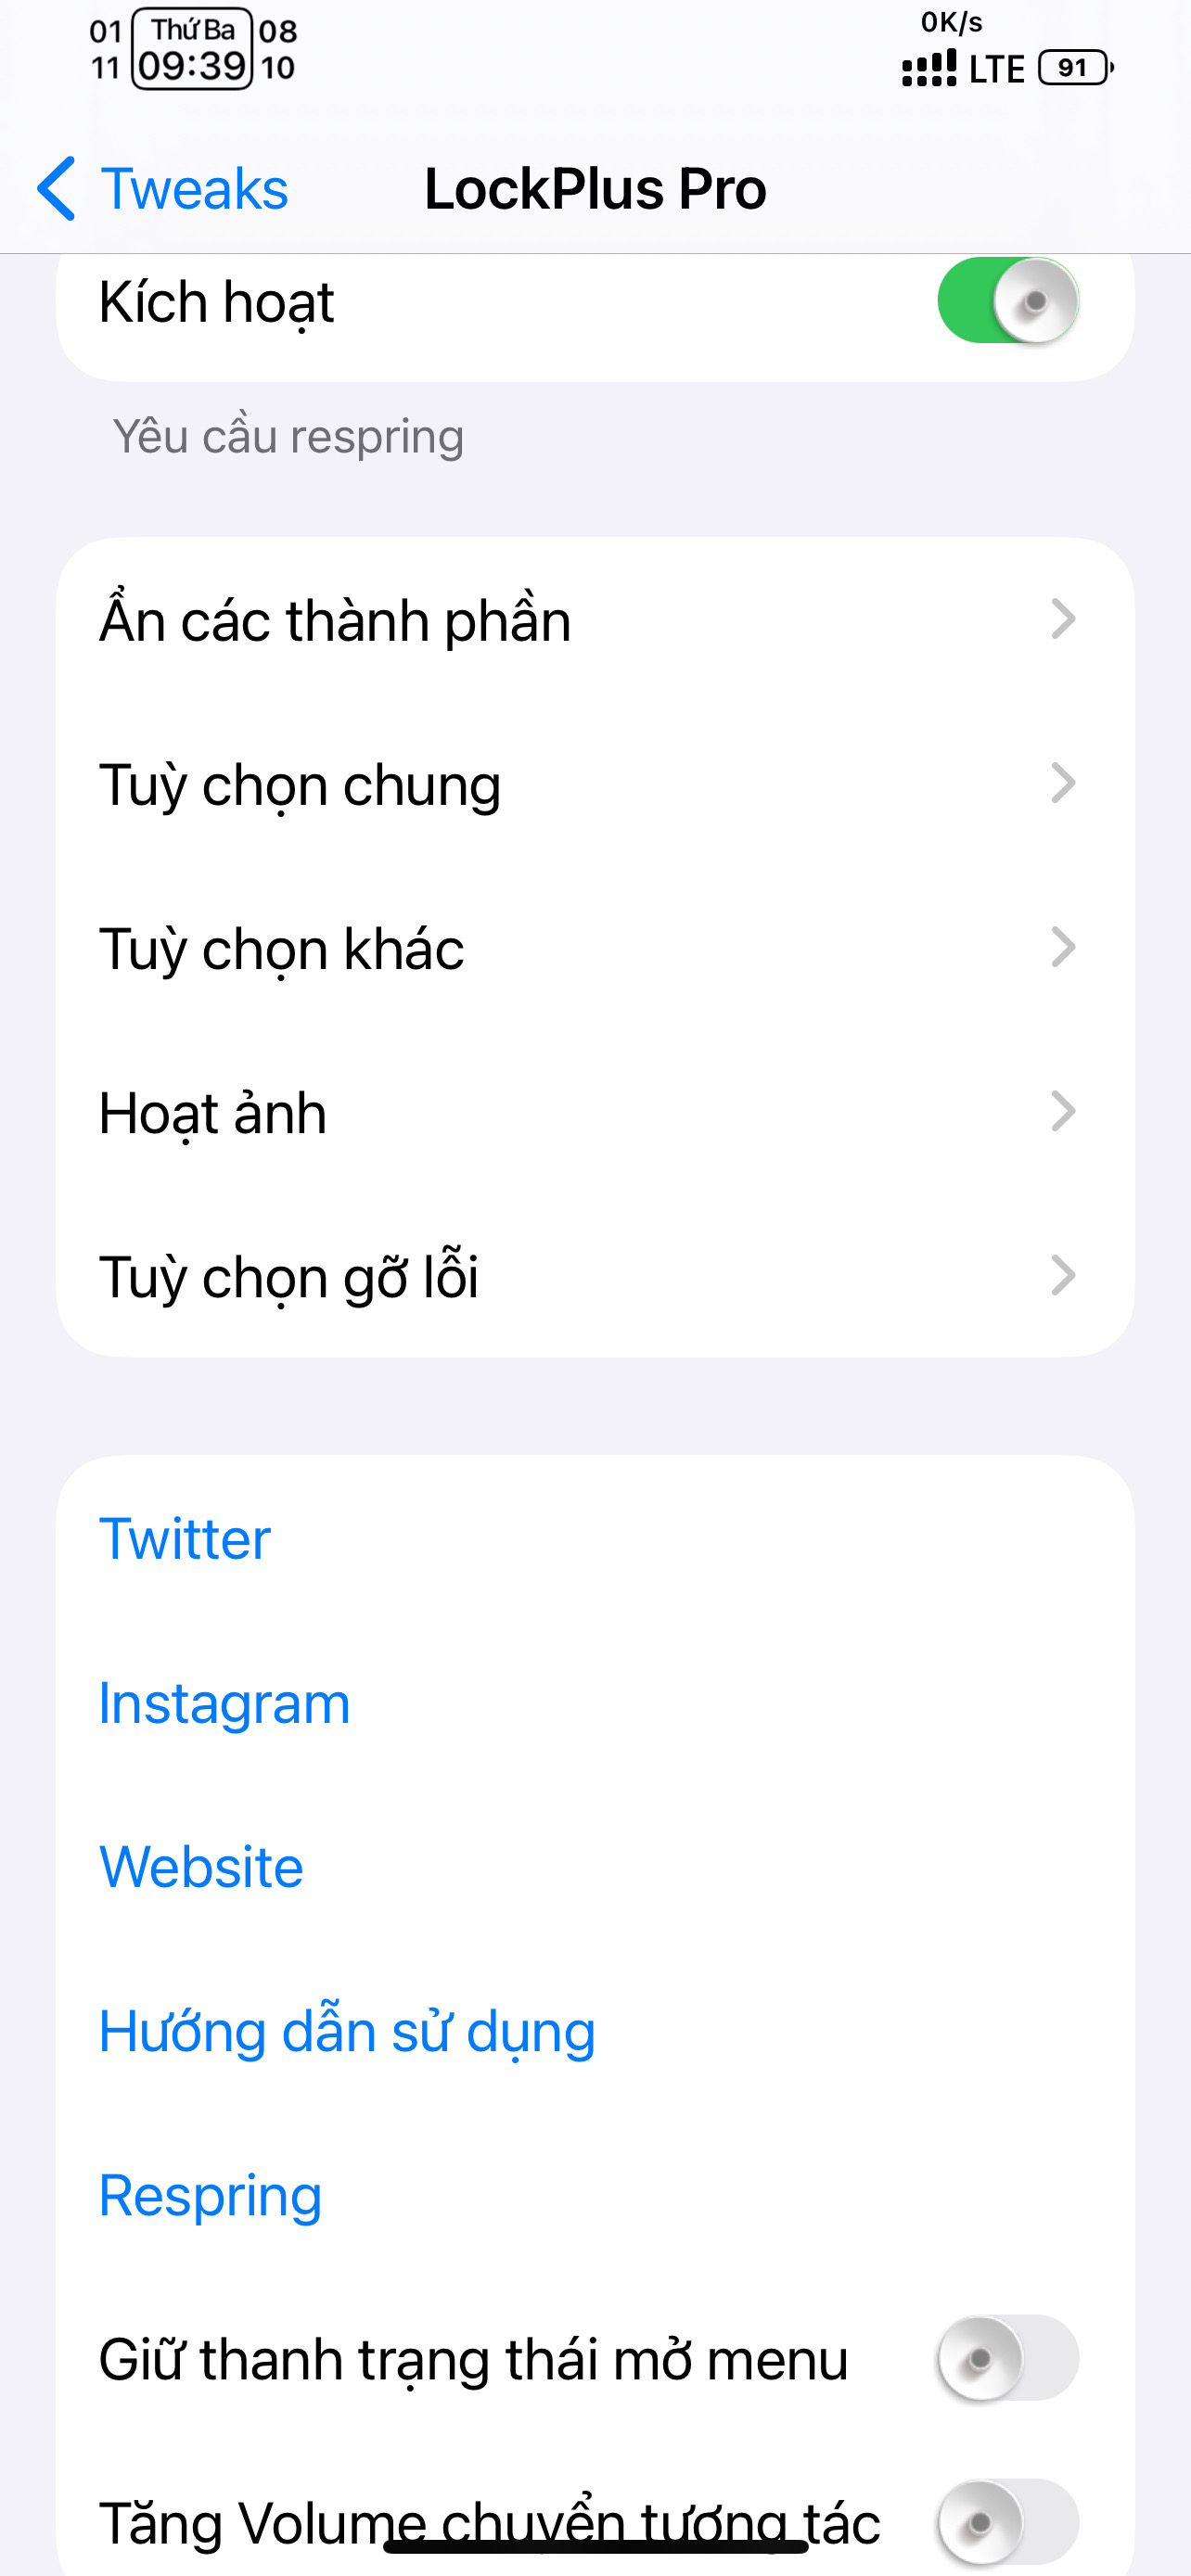 01 Thứ Ba 08
11 09:39 10
0K/s
LTE 91
Tweaks
LockPlus Pro
Kích hoạt
Yêu cầu respring
Ẩn các thành phần
Tuỳ chọn chung
Tuỳ chọn khác
Hoạt ảnh
Tuỳ chọn gỡ lỗi
Twitter
Instagram
Website
Hướng dẫn sử dụng
Respring
Giữ thanh trạng thái mở menu
Tăng Volume chuyển tương tác